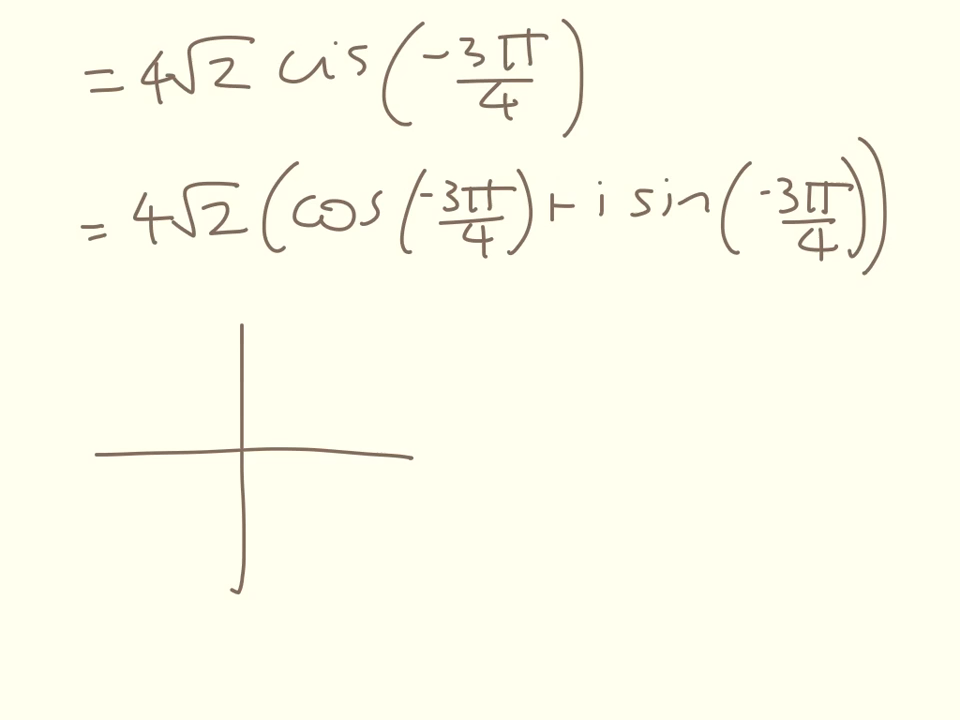 = 4√2 cis(-3π/4)
= 4√2 (cos(-3π/4) + i sin(-3π/4))